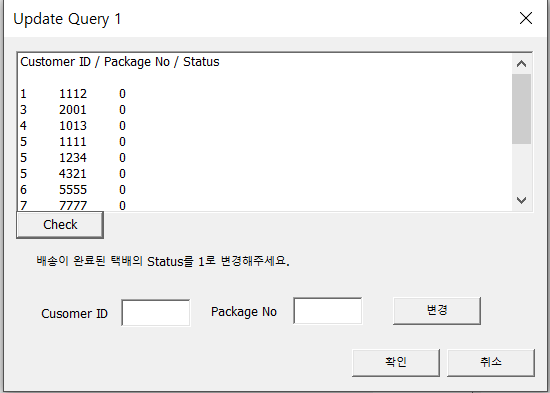 Update Query 1
Customer ID / Package No / Status
1 1112 0
3 2001 0
4 1013 0
5 1111 0
5 1234 0
5 4321 0
6 5555 0
7 7777 0
Check
배송이 완료된 택배의 Status를 1로 변경해주세요.
Cusomer ID Package No 변경
확인 취소